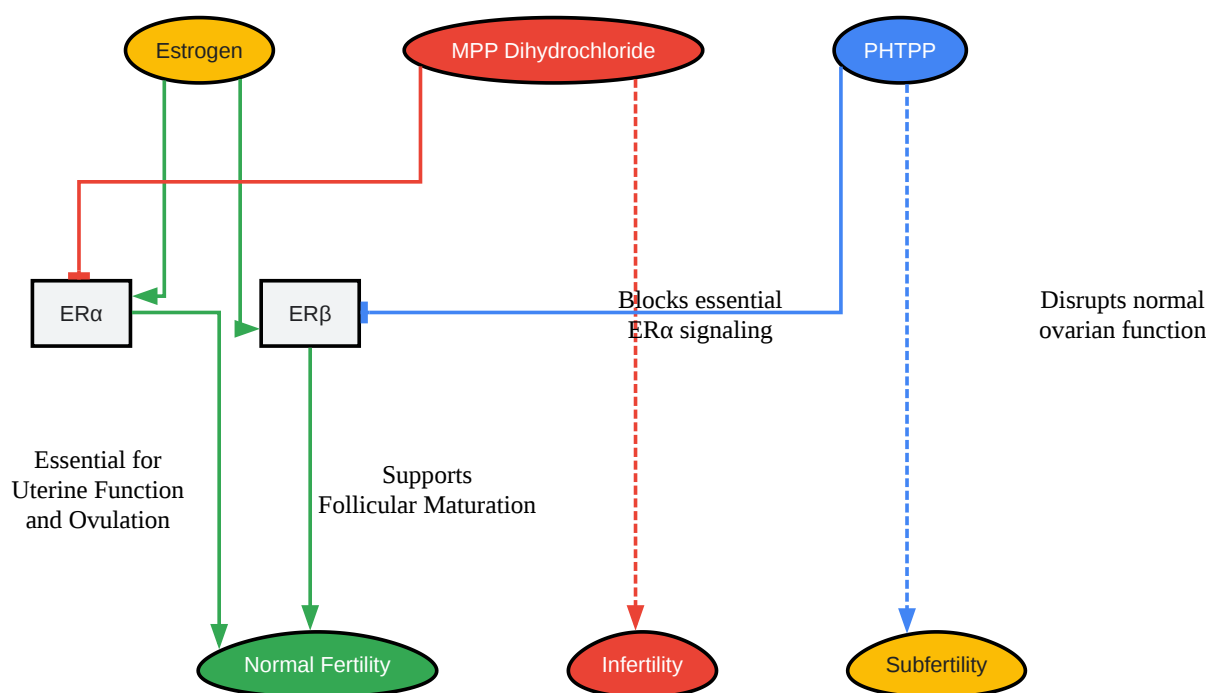 Estrogen
MPP Dihydrochloride
PHTPP
ERα
ERβ
Blocks essential
ERα signaling
Disrupts normal
ovarian function
Essential for
Uterine Function
and Ovulation
Supports
Follicular Maturation
Normal Fertility
Infertility
Subfertility